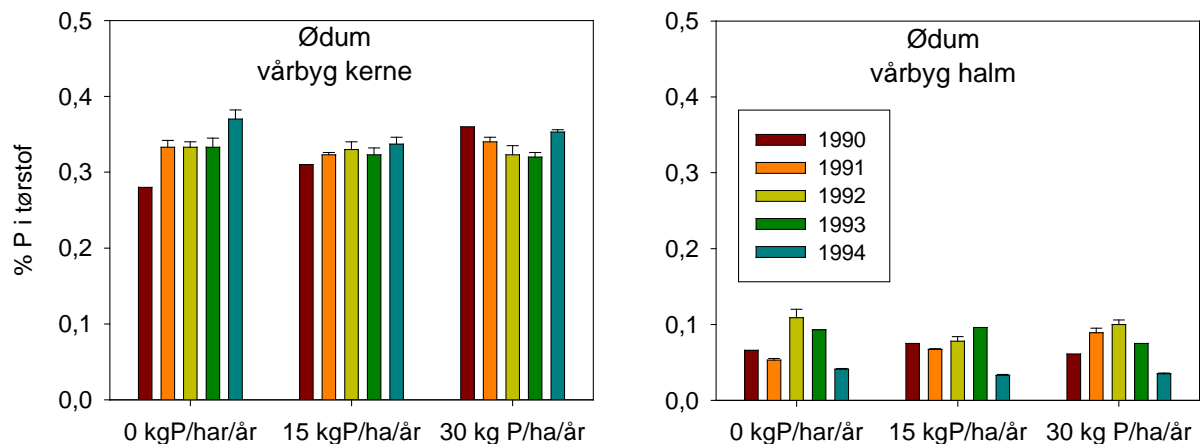 Ødum
vårbyg kerne
% P i tørstof
0,5
0,4
0,3
0,2
0,1
0,0
0 kgP/har/år 15 kgP/ha/år 30 kg P/ha/år
Ødum
vårbyg halm
0,5
0,4
0,3
0,2
0,1
0,0
1990
1991
1992
1993
1994
0 kgP/har/år 15 kgP/ha/år 30 kg P/ha/år